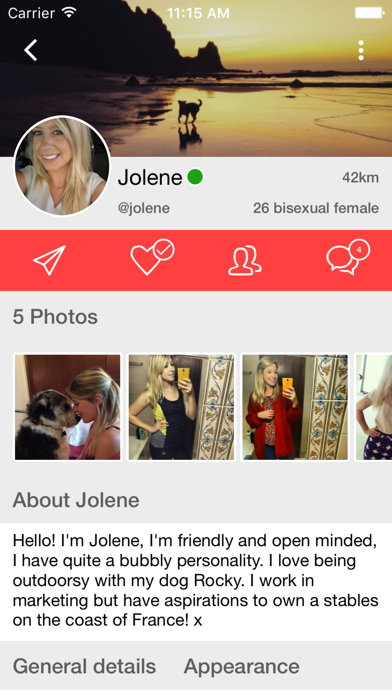 Carrier 11:15 AM
Jolene 42km
@jolene 26 bisexual female
4
5 Photos
About Jolene
Hello! I'm Jolene, I'm friendly and open minded,
I have quite a bubbly personality. I love being
outdoorsy with my dog Rocky. I work in
marketing but have aspirations to own a stables
on the coast of France! x
General details Appearance